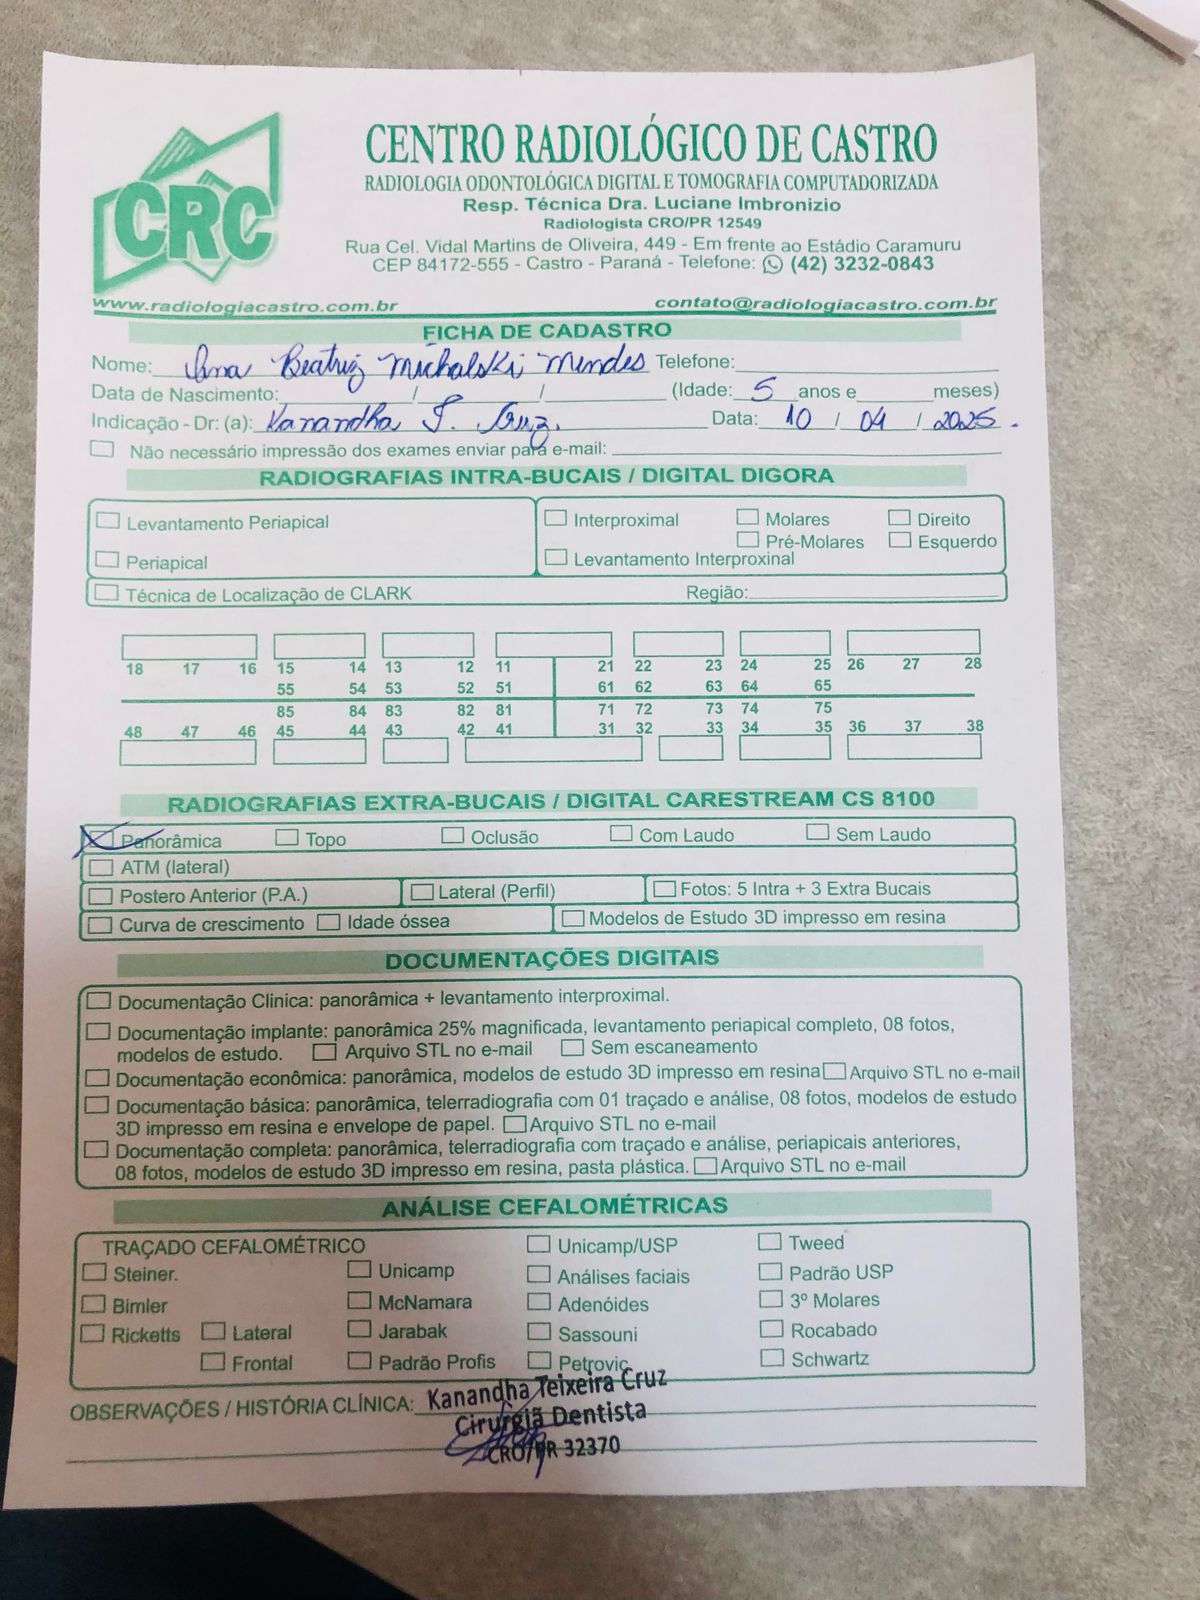 CRC
CENTRO RADIOLÓGICO DE CASTRO
RADIOLOGIA ODONTOLÓGICA DIGITAL E TOMOGRAFIA COMPUTADORIZADA
Resp. Técnica Dra. Luciane Imbronizio
Radiologista CRO/PR 12549
Rua Cel. Vidal Martins de Oliveira, 449 - Em frente ao Estádio Caramuru
CEP 84172-555 - Castro - Paraná - Telefone: (42) 3232-0843
www.radiologiacastro.com.br contato@radiologiacastro.com.br
FICHA DE CADASTRO
Nome: Ana Beatriz Michalski Mendes Telefone:
Data de Nascimento: / / (Idade: 5 anos e meses)
Indicação - Dr: (a): Kanandha T. Cruz. Data: 10 / 04 / 2025.
Não necessário impressão dos exames enviar para e-mail:
RADIOGRAFIAS INTRA-BUCAIS / DIGITAL DIGORA
Levantamento Periapical Interproximal Molares Direito
Pré-Molares Esquerdo
Periapical Levantamento Interproxinal
Técnica de Localização de CLARK Região:
18 17 16 15 14 13 12 11 21 22 23 24 25 26 27 28
55 54 53 52 51 61 62 63 64 65
85 84 83 82 81 71 72 73 74 75
48 47 46 45 44 43 42 41 31 32 33 34 35 36 37 38
RADIOGRAFIAS EXTRA-BUCAIS / DIGITAL CARESTREAM CS 8100
Panorâmica Topo Oclusão Com Laudo Sem Laudo
ATM (lateral)
Postero Anterior (P.A.) Lateral (Perfil) Fotos: 5 Intra + 3 Extra Bucais
Curva de crescimento Idade óssea Modelos de Estudo 3D impresso em resina
DOCUMENTAÇÕES DIGITAIS
Documentação Clinica: panorâmica + levantamento interproximal.
Documentação implante: panorâmica 25% magnificada, levantamento periapical completo, 08 fotos,
modelos de estudo. Arquivo STL no e-mail Sem escaneamento
Documentação econômica: panorâmica, modelos de estudo 3D impresso em resina Arquivo STL no e-mail
Documentação básica: panorâmica, telerradiografia com 01 traçado e análise, 08 fotos, modelos de estudo
3D impresso em resina e envelope de papel. Arquivo STL no e-mail
Documentação completa: panorâmica, telerradiografia com traçado e análise, periapicais anteriores,
08 fotos, modelos de estudo 3D impresso em resina, pasta plástica. Arquivo STL no e-mail
ANÁLISE CEFALOMÉTRICAS
TRAÇADO CEFALOMÉTRICO Unicamp/USP Tweed
Steiner. Unicamp Análises faciais Padrão USP
Bimler McNamara Adenóides 3º Molares
Ricketts Lateral Jarabak Sassouni Rocabado
Frontal Padrão Profis Petrovic Schwartz
OBSERVAÇÕES / HISTÓRIA CLÍNICA: Kanandha Teixeira Cruz
Cirurgiã Dentista
CRO/PR 32370